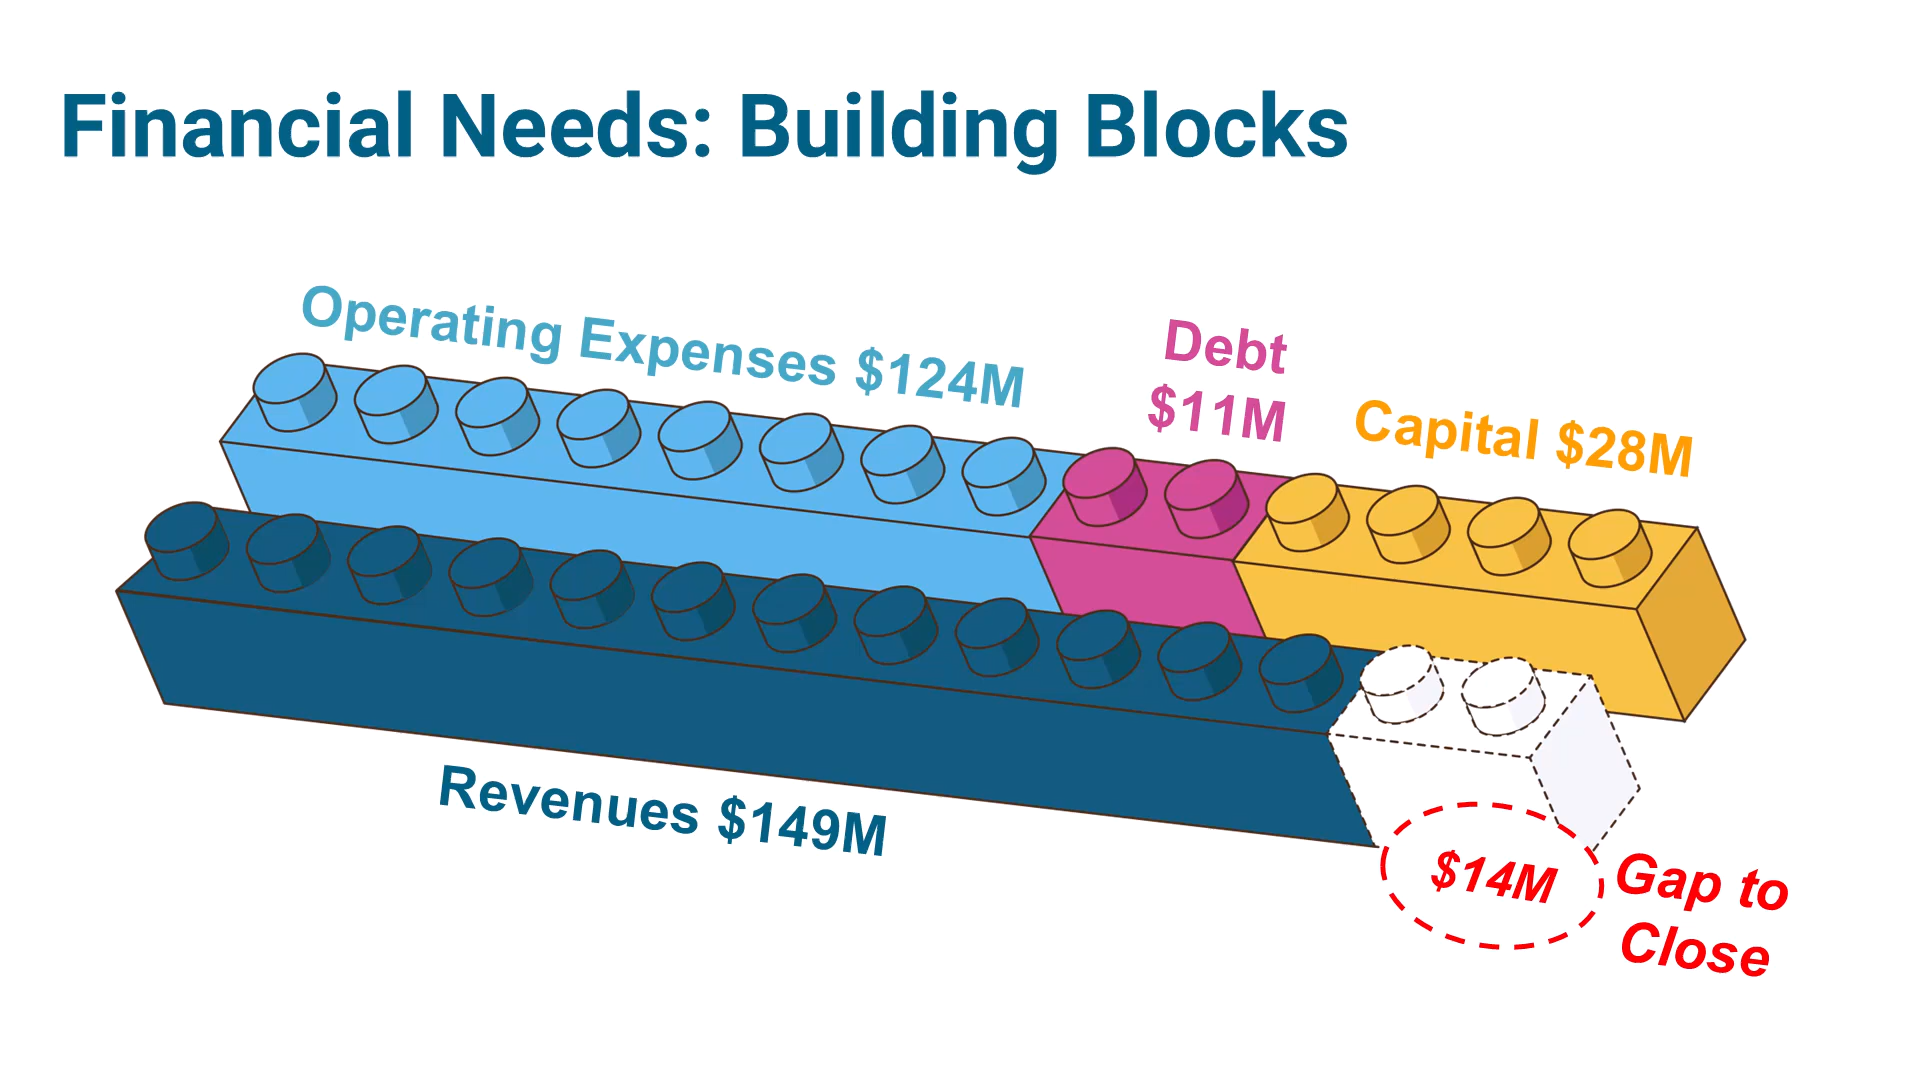 Financial Needs: Building Blocks
Operating Expenses $124M
Debt
$11M
Capital $28M
Revenues $149M
$14M
Gap to
Close